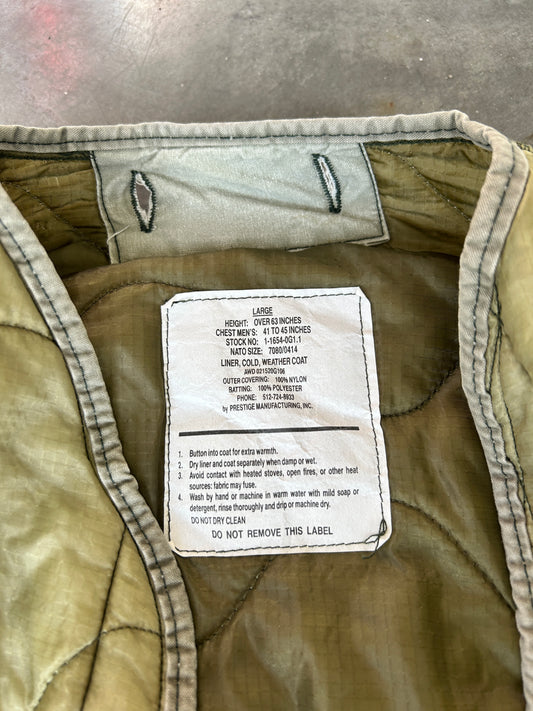 LARGE
HEIGHT: OVER 63 INCHES
CHEST MEN'S: 41 TO 45 INCHES
STOCK NO: 1-1654-0G1.1
NATO SIZE: 7080/0414
LINER, COLD, WEATHER COAT
AWD 021520G106
OUTER COVERING: 100% NYLON
RATTING: 100% POLYESTER
PHONE: 512-724-8933
by PRESTIGE MANUFACTURING, INC.
1. Button into coat for extra warmth.
2. Dry liner and coat separately when damp or wet.
3. Avoid contact with heated stoves, open fires, or other heat
sources: fabric may fuse.
4. Wash by hand or machine in warm water with mild soap or
detergent, rinse thoroughly and drip or machine dry.
DO NOT DRY CLEAN
DO NOT REMOVE THIS LABEL